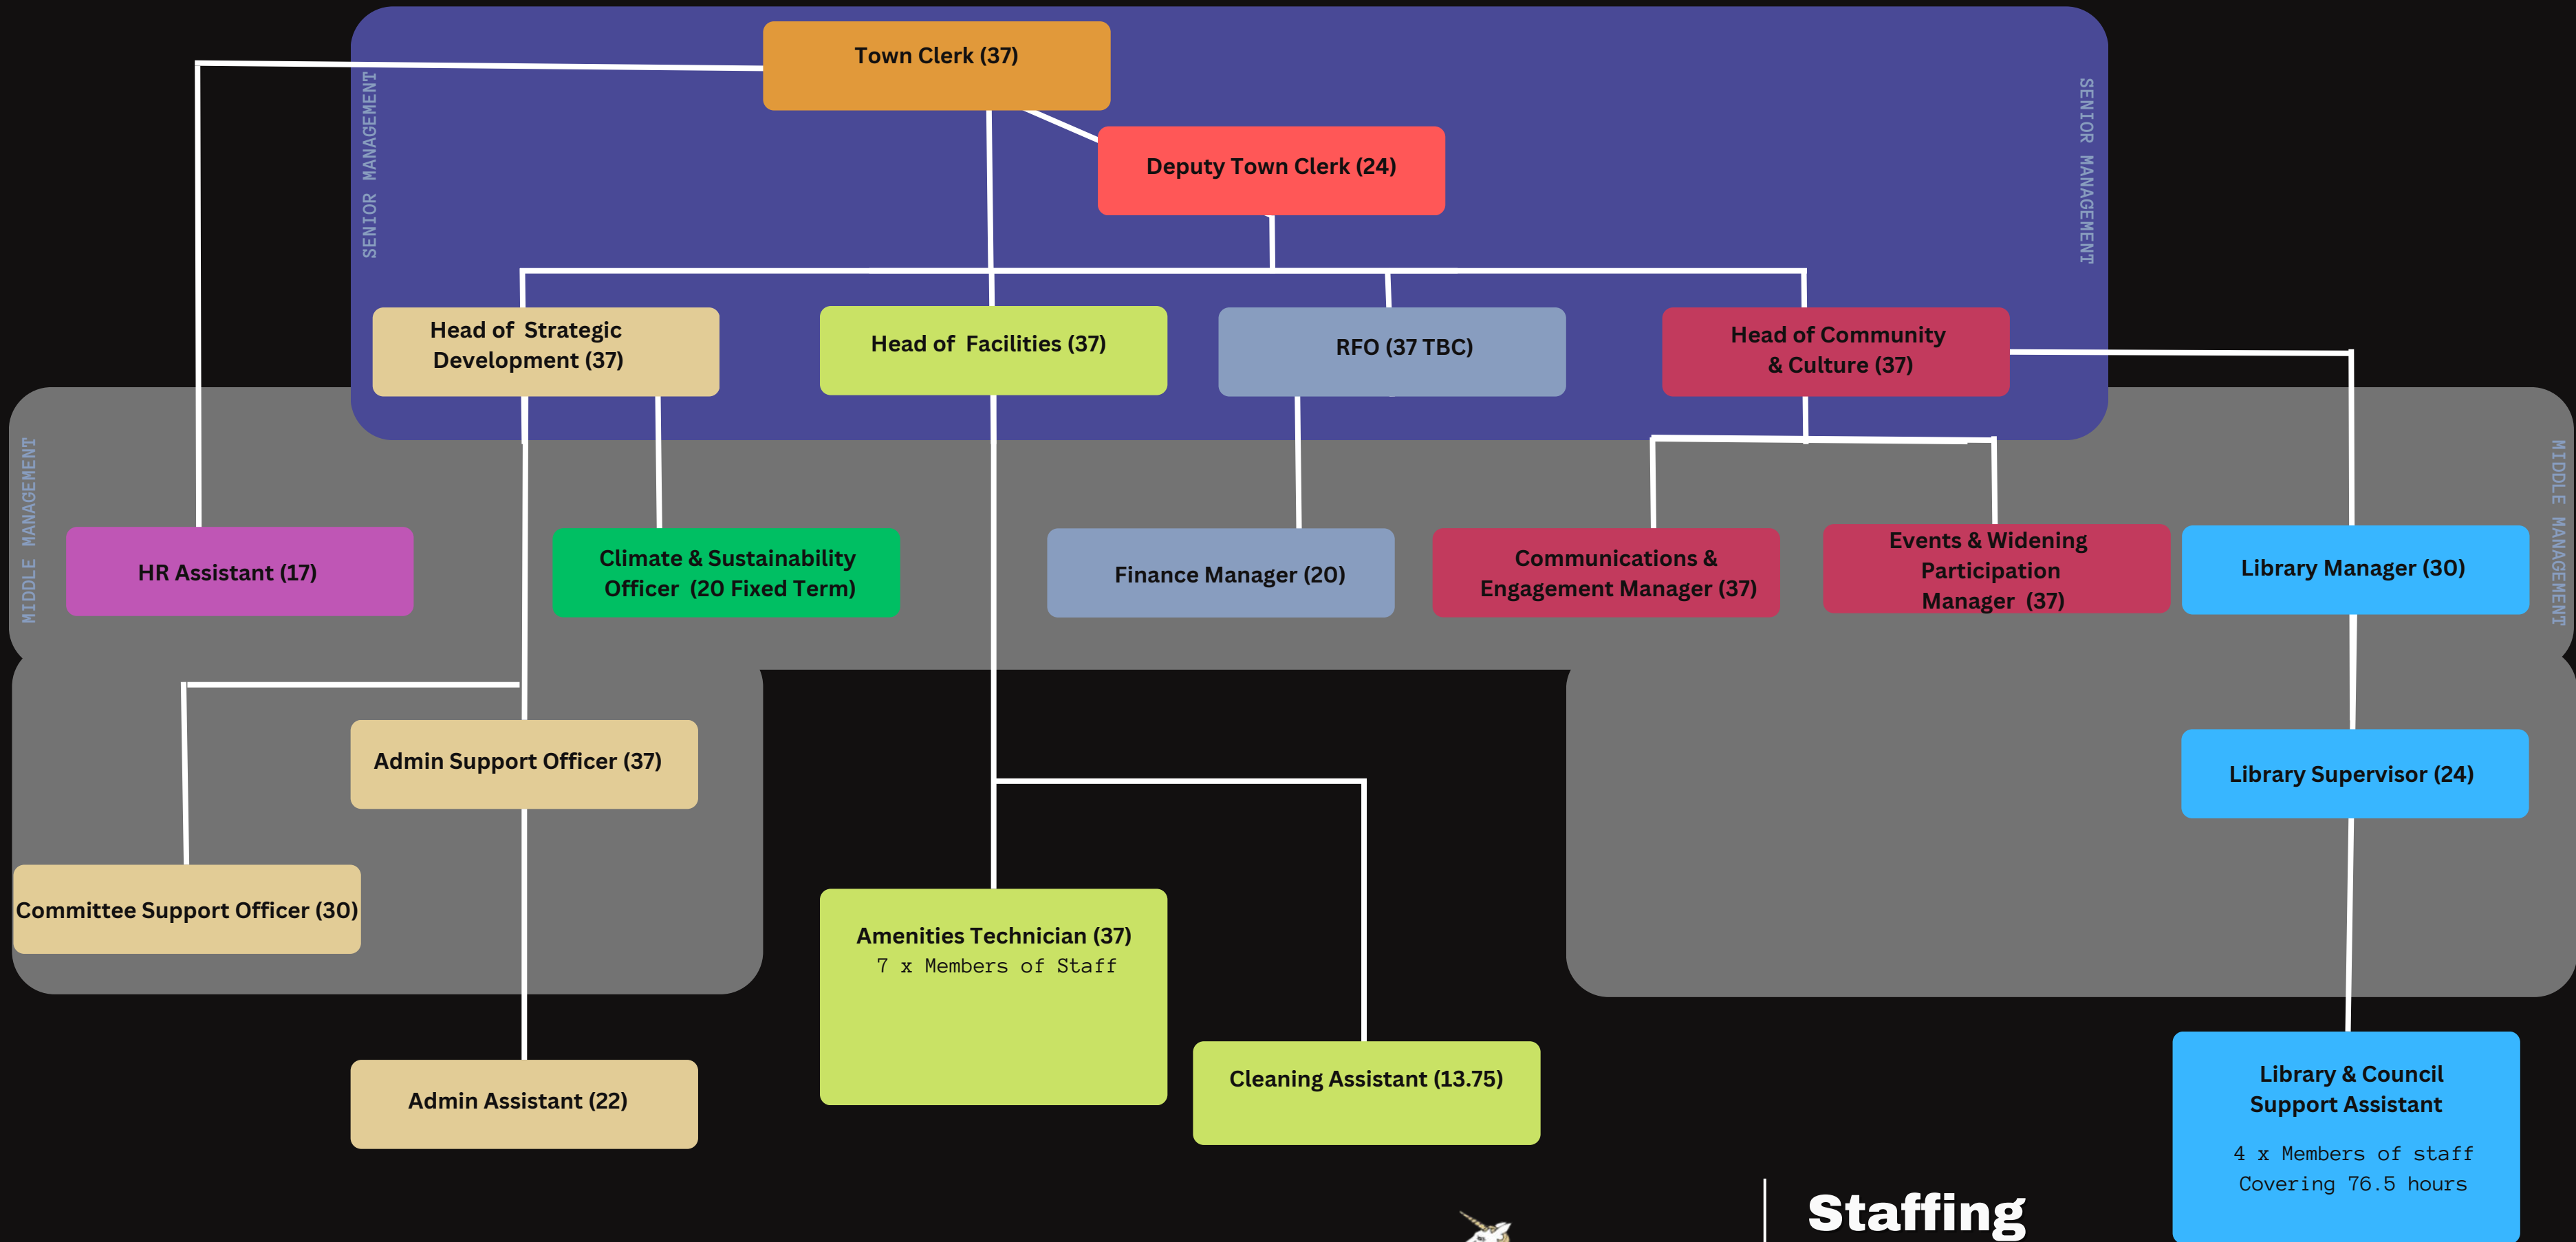 Town Clerk (37)
SENIOR MANAGEMENT
SENIOR MANAGEMENT
Deputy Town Clerk (24)
Head of  Strategic
Development (37)
Head of  Facilities (37)
RFO (37 TBC)
Head of Community
& Culture (37)
MIDDLE MANAGEMENT
MIDDLE MANAGEMENT
HR Assistant (17)
Climate & Sustainability
Officer  (20 Fixed Term)
Finance Manager (20)
Communications &
Engagement Manager (37)
Events & Widening
Participation
Manager  (37)
Library Manager (30)
Admin Support Officer (37)
Library Supervisor (24)
Committee Support Officer (30)
Amenities Technician (37)
7 x Members of Staff
Admin Assistant (22)
Cleaning Assistant (13.75)
Library & Council
Support Assistant
4 x Members of staff
Covering 76.5 hours
Staffing